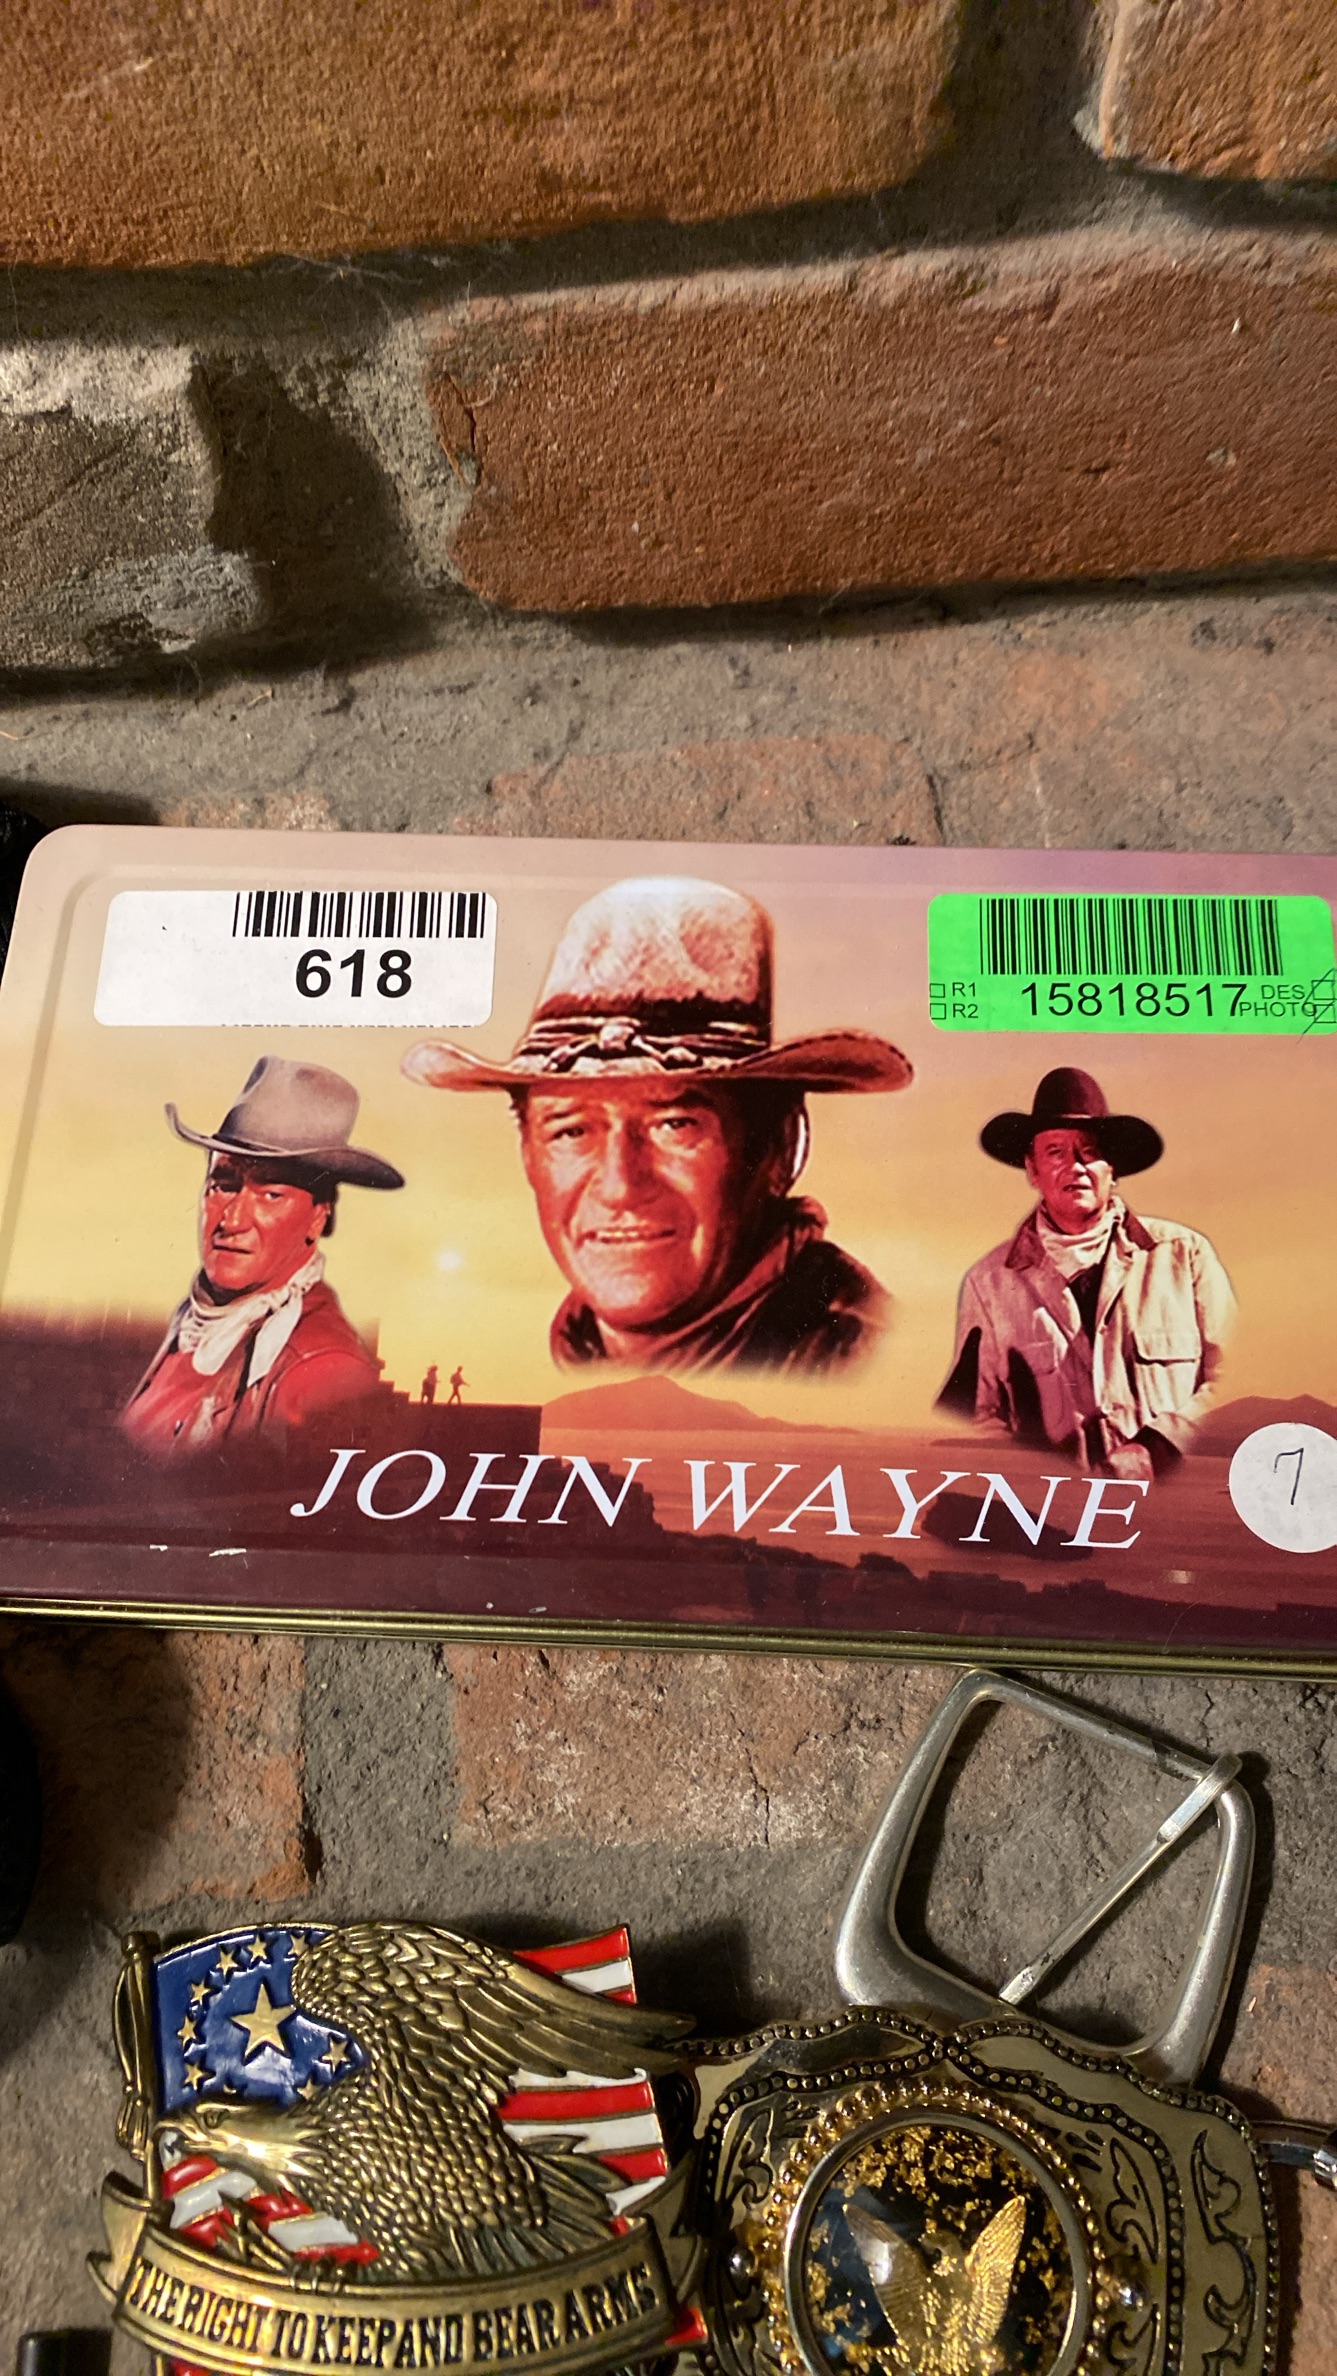 618
R1
R2
15818517
DES
PHOTO
JOHN WAYNE
7
THE RIGHT TO KEEP AND BEAR ARMS